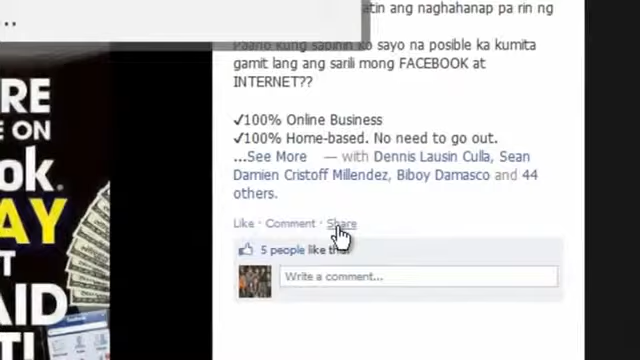 ...
atin ang naghahanap pa rin ng
Paano kung sabihin ko sayo na posible ka kumita
gamit lang ang sarili mong FACEBOOK at
INTERNET??
✓100% Online Business
✓100% Home-based. No need to go out.
...See More — with Dennis Lausin Culla, Sean
Damien Cristoff Millendez, Biboy Damasco and 44
others.
Like · Comment · Share
5 people like this.
Write a comment...
RE
E ON
ook.
AY
T
AID
T!